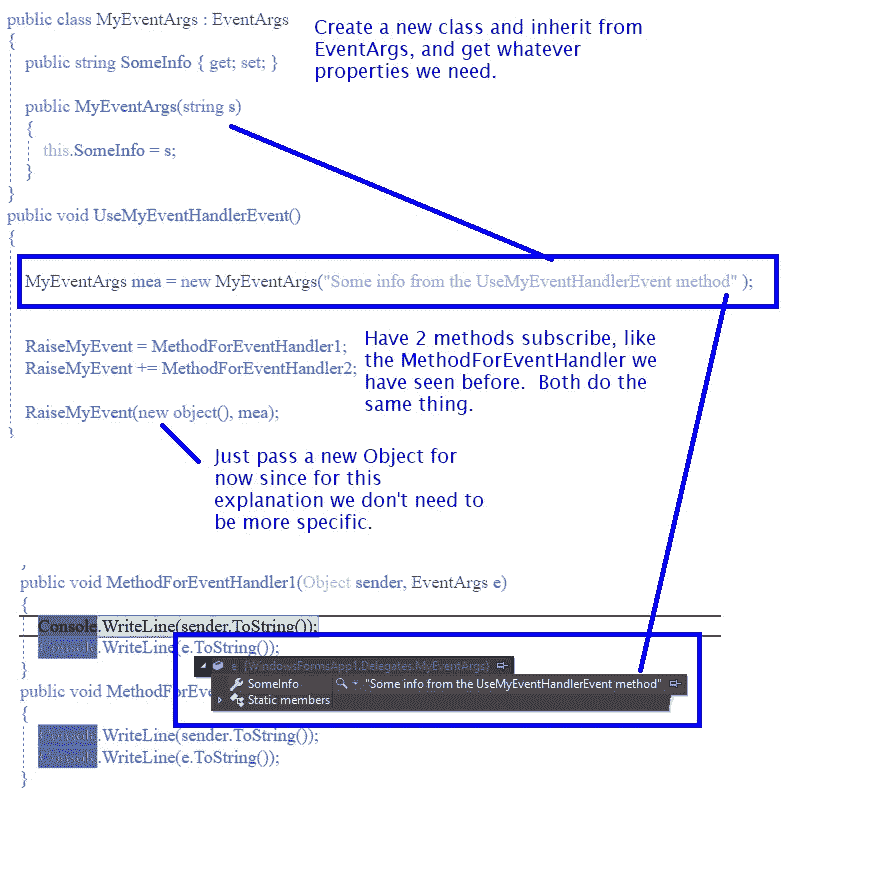 public class MyEventArgs : EventArgs
{
public string SomeInfo { get; set; }
public MyEventArgs(string s)
{
this.SomeInfo = s;
}
}
Create a new class and inherit from
EventArgs, and get whatever
properties we need.
public void UseMyEventHandlerEvent()
{
MyEventArgs mea = new MyEventArgs("Some info from the UseMyEventHandlerEvent method" );
RaiseMyEvent = MethodForEventHandler1;
RaiseMyEvent += MethodForEventHandler2;
RaiseMyEvent(new object(), mea);
}
Have 2 methods subscribe, like
the MethodForEventHandler we
have seen before.  Both do the
same thing.
Just pass a new Object for
now since for this
explanation we don't need to
be more specific.
public void MethodForEventHandler1(Object sender, EventArgs e)
{
Console.WriteLine(sender.ToString());
Console.WriteLine(e.ToString());
e {WindowsFormsApp1.Delegates.MyEventArgs}
}
SomeInfo "Some info from the UseMyEventHandlerEvent method"
public void MethodForEv
Static members
{
Console.WriteLine(sender.ToString());
Console.WriteLine(e.ToString());
}